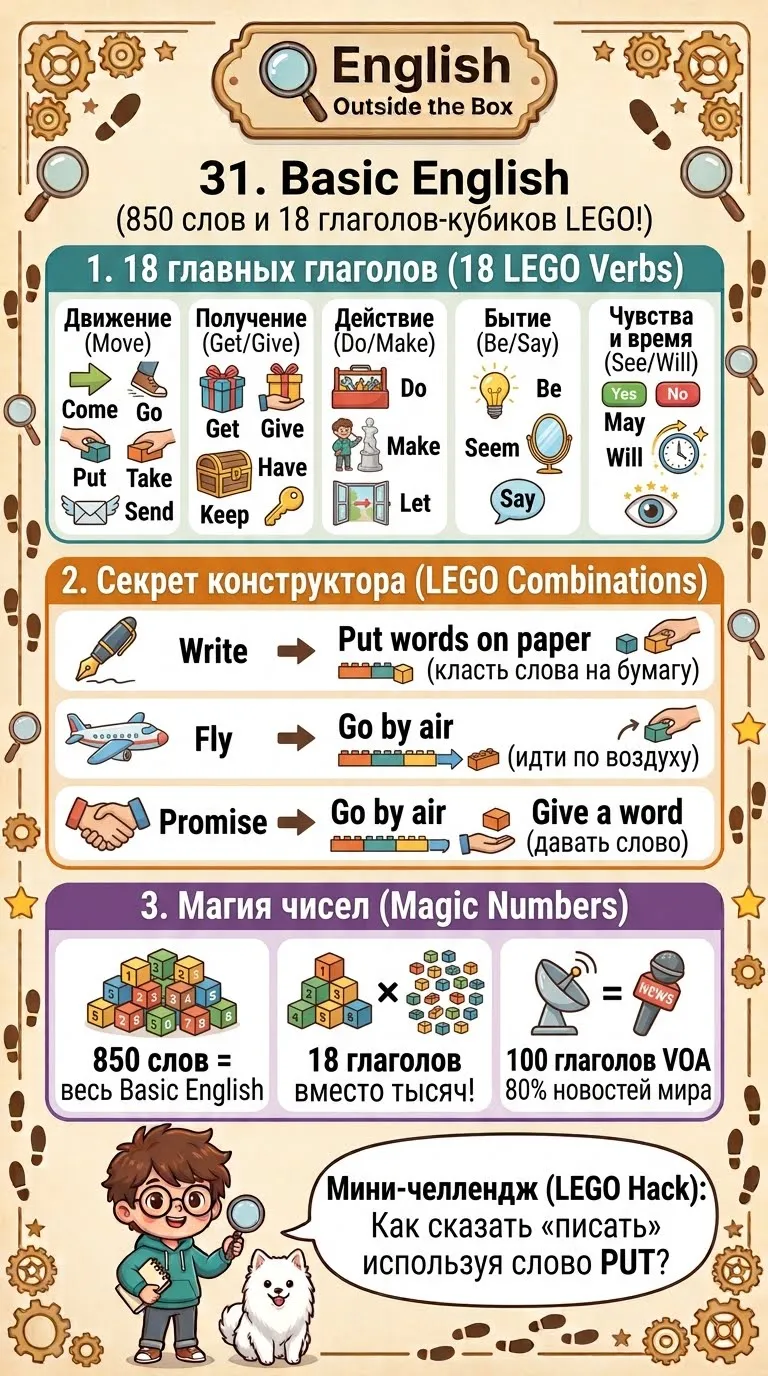 English
Outside the Box
31. Basic English
(850 слов и 18 глаголов-кубиков LEGO!)
1. 18 главных глаголов (18 LEGO Verbs)
Движение
(Move)
Come Go
Put Take
Send
Получение
(Get/Give)
Get Give
Have
Keep
Действие
(Do/Make)
Do
Make
Let
Бытие
(Be/Say)
Be
Seem
Say
Чувства
и время
(See/Will)
Yes No
May
Will
2. Секрет конструктора (LEGO Combinations)
Write Put words on paper
(класть слова на бумагу)
Fly Go by air
(идти по воздуху)
Promise Go by air Give a word
(давать слово)
3. Магия чисел (Magic Numbers)
850 слов =
весь Basic English
×
18 глаголов
вместо тысяч!
=
NEWS
100 глаголов VOA
80% новостей мира
Мини-челлендж (LEGO Hack):
Как сказать «писать»
используя слово PUT?